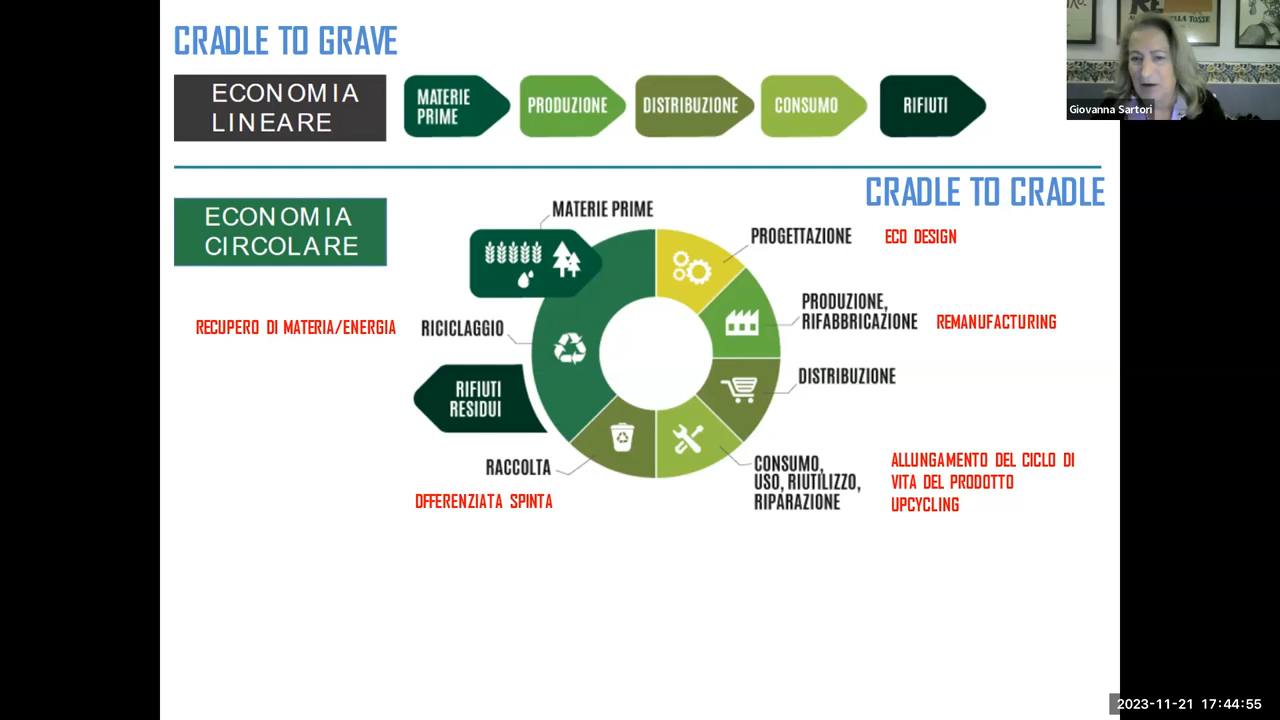 CRADLE TO GRAVE
ECONOMIA
LINEARE
MATERIE
PRIME
PRODUZIONE
DISTRIBUZIONE
CONSUMO
RIFIUTI
Giovanna Sartori
CRADLE TO CRADLE
ECONOMIA
CIRCOLARE
MATERIE PRIME
PROGETTAZIONE
ECO DESIGN
PRODUZIONE,
RIFABBRICAZIONE
REMANUFACTURING
RECUPERO DI MATERIA/ENERGIA
RICICLAGGIO
DISTRIBUZIONE
RIFIUTI
RESIDUI
RACCOLTA
DFFERENZIATA SPINTA
CONSUMO,
USO, RIUTILIZZO,
RIPARAZIONE
ALLUNGAMENTO DEL CICLO DI
VITA DEL PRODOTTO
UPCYCLING
2023-11-21 17:44:55